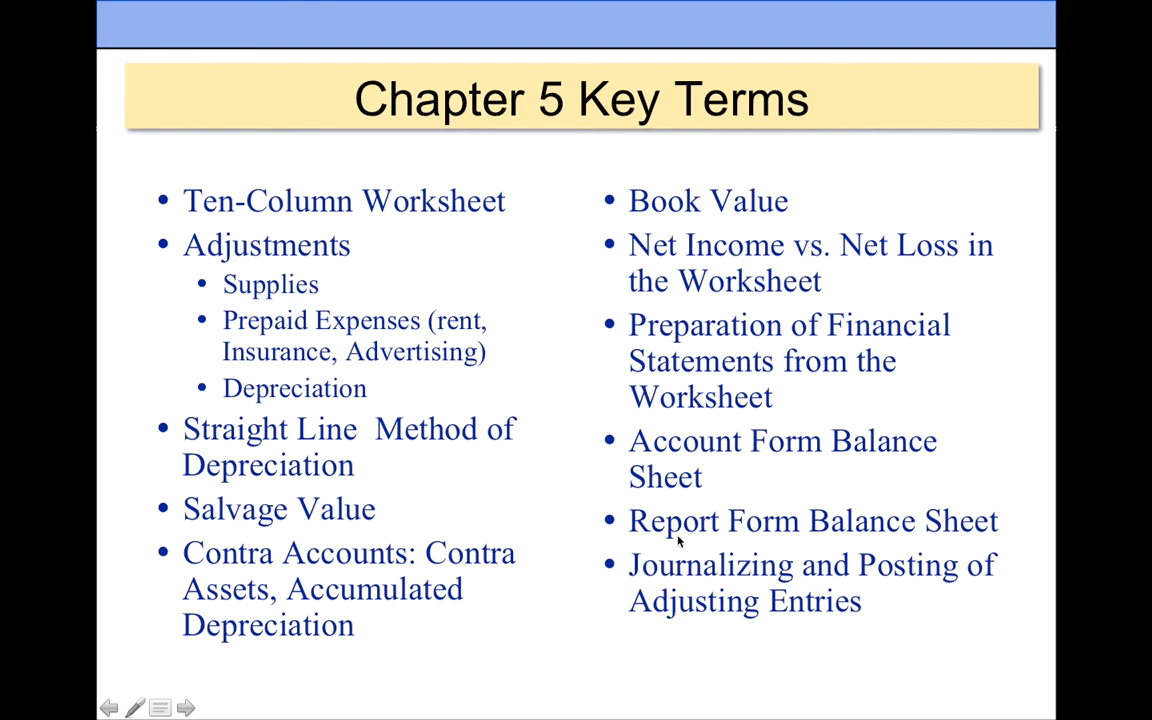 Chapter 5 Key Terms
• Ten-Column Worksheet
• Adjustments
• Supplies
• Prepaid Expenses (rent,
Insurance, Advertising)
• Depreciation
• Straight Line  Method of
Depreciation
• Salvage Value
• Contra Accounts: Contra
Assets, Accumulated
Depreciation
• Book Value
• Net Income vs. Net Loss in
the Worksheet
• Preparation of Financial
Statements from the
Worksheet
• Account Form Balance
Sheet
• Report Form Balance Sheet
• Journalizing and Posting of
Adjusting Entries